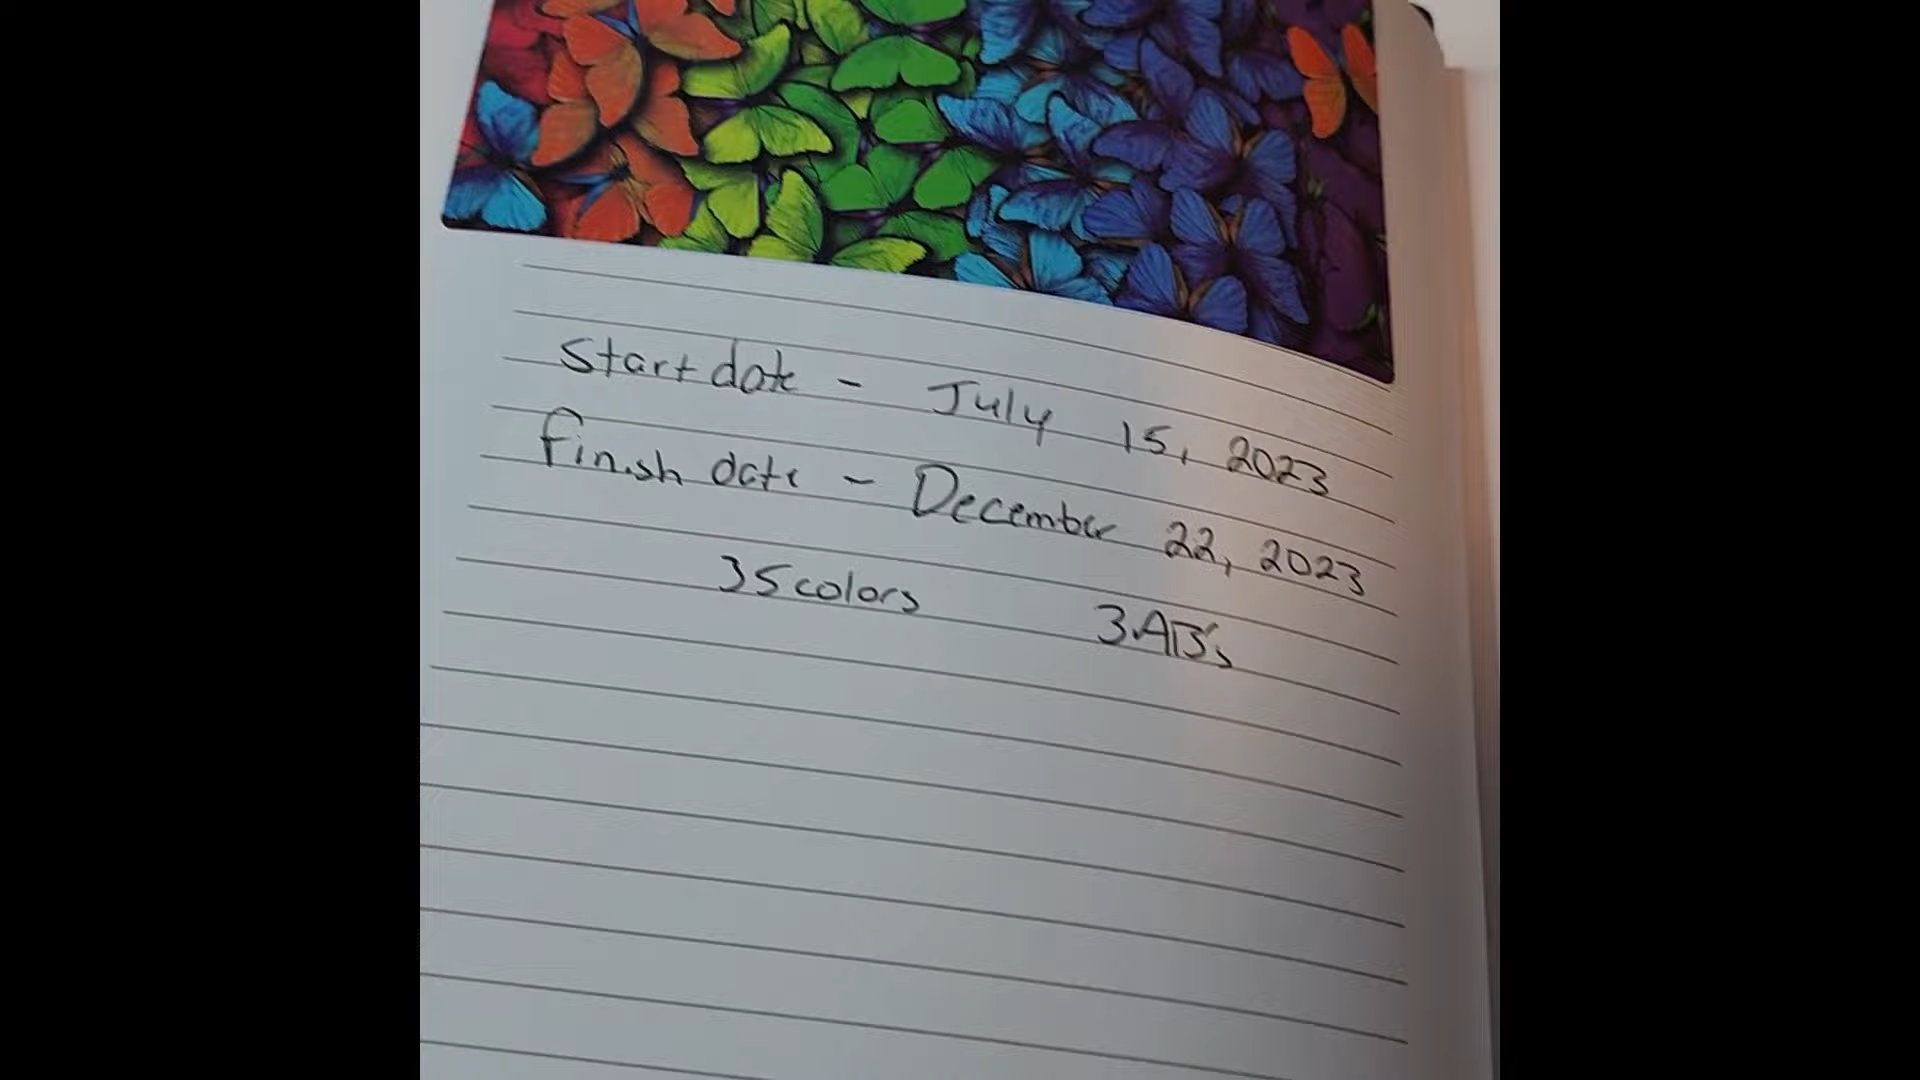 Start date - July 15, 2023
Finish date - December 22, 2023
35 colors 3 AB's